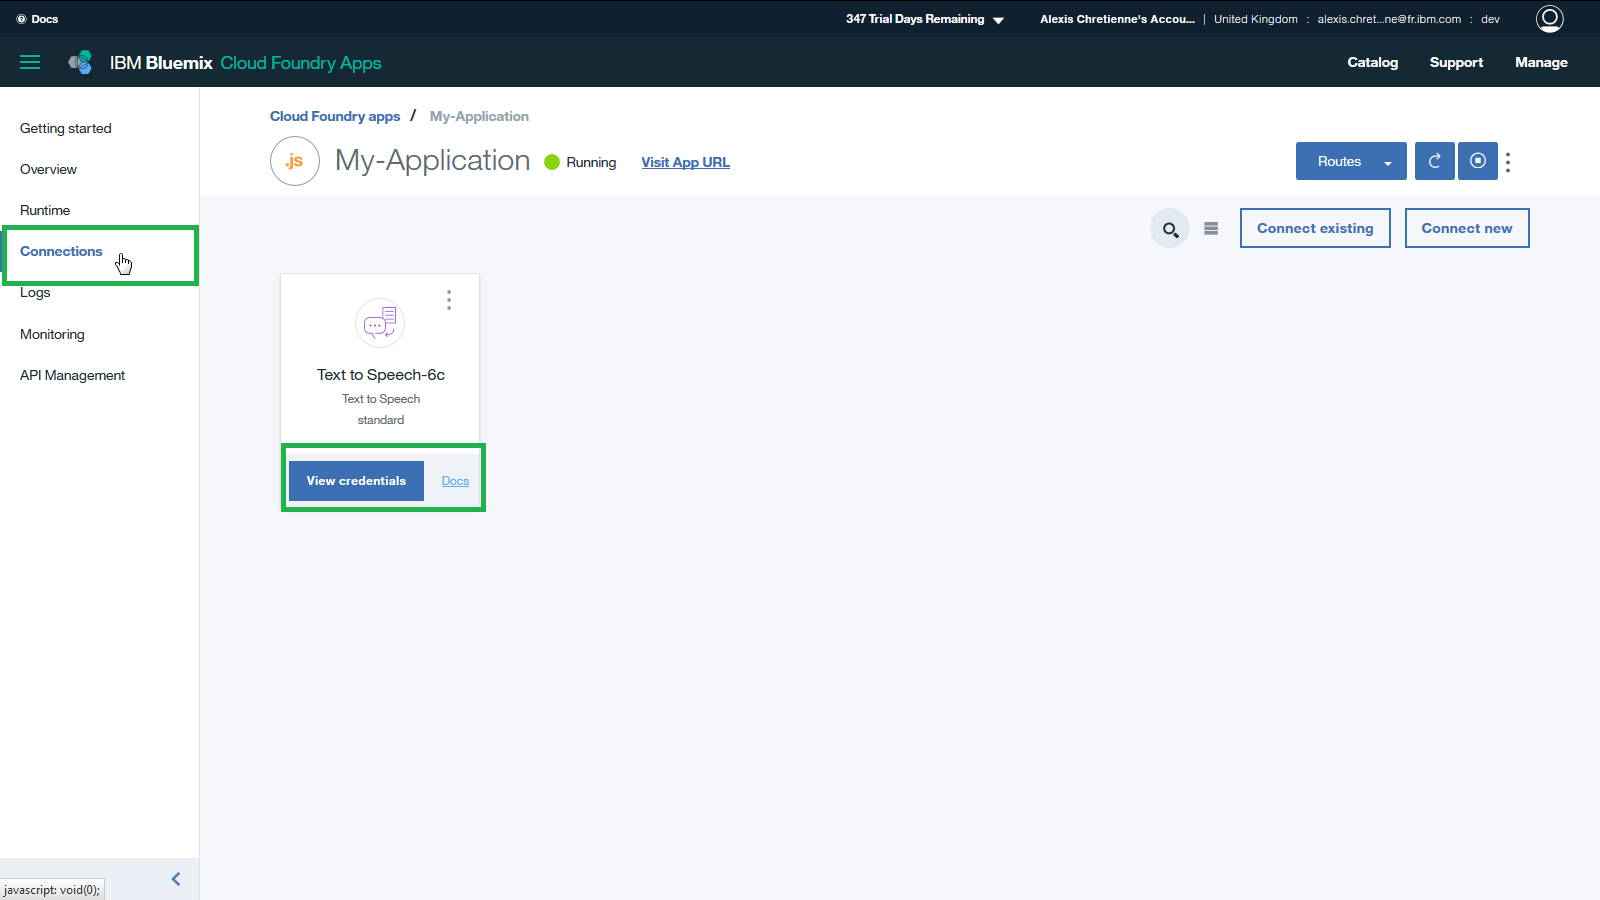 Docs
347 Trial Days Remaining
Alexis Chretienne's Accou... | United Kingdom : alexis.chret...ne@fr.ibm.com : dev
IBM Bluemix Cloud Foundry Apps
Catalog Support Manage
Getting started
Overview
Runtime
Connections
Logs
Monitoring
API Management
Cloud Foundry apps / My-Application
.js
My-Application
Running
Visit App URL
Routes
Connect existing
Connect new
Text to Speech-6c
Text to Speech
standard
View credentials
Docs
javascript: void(0);